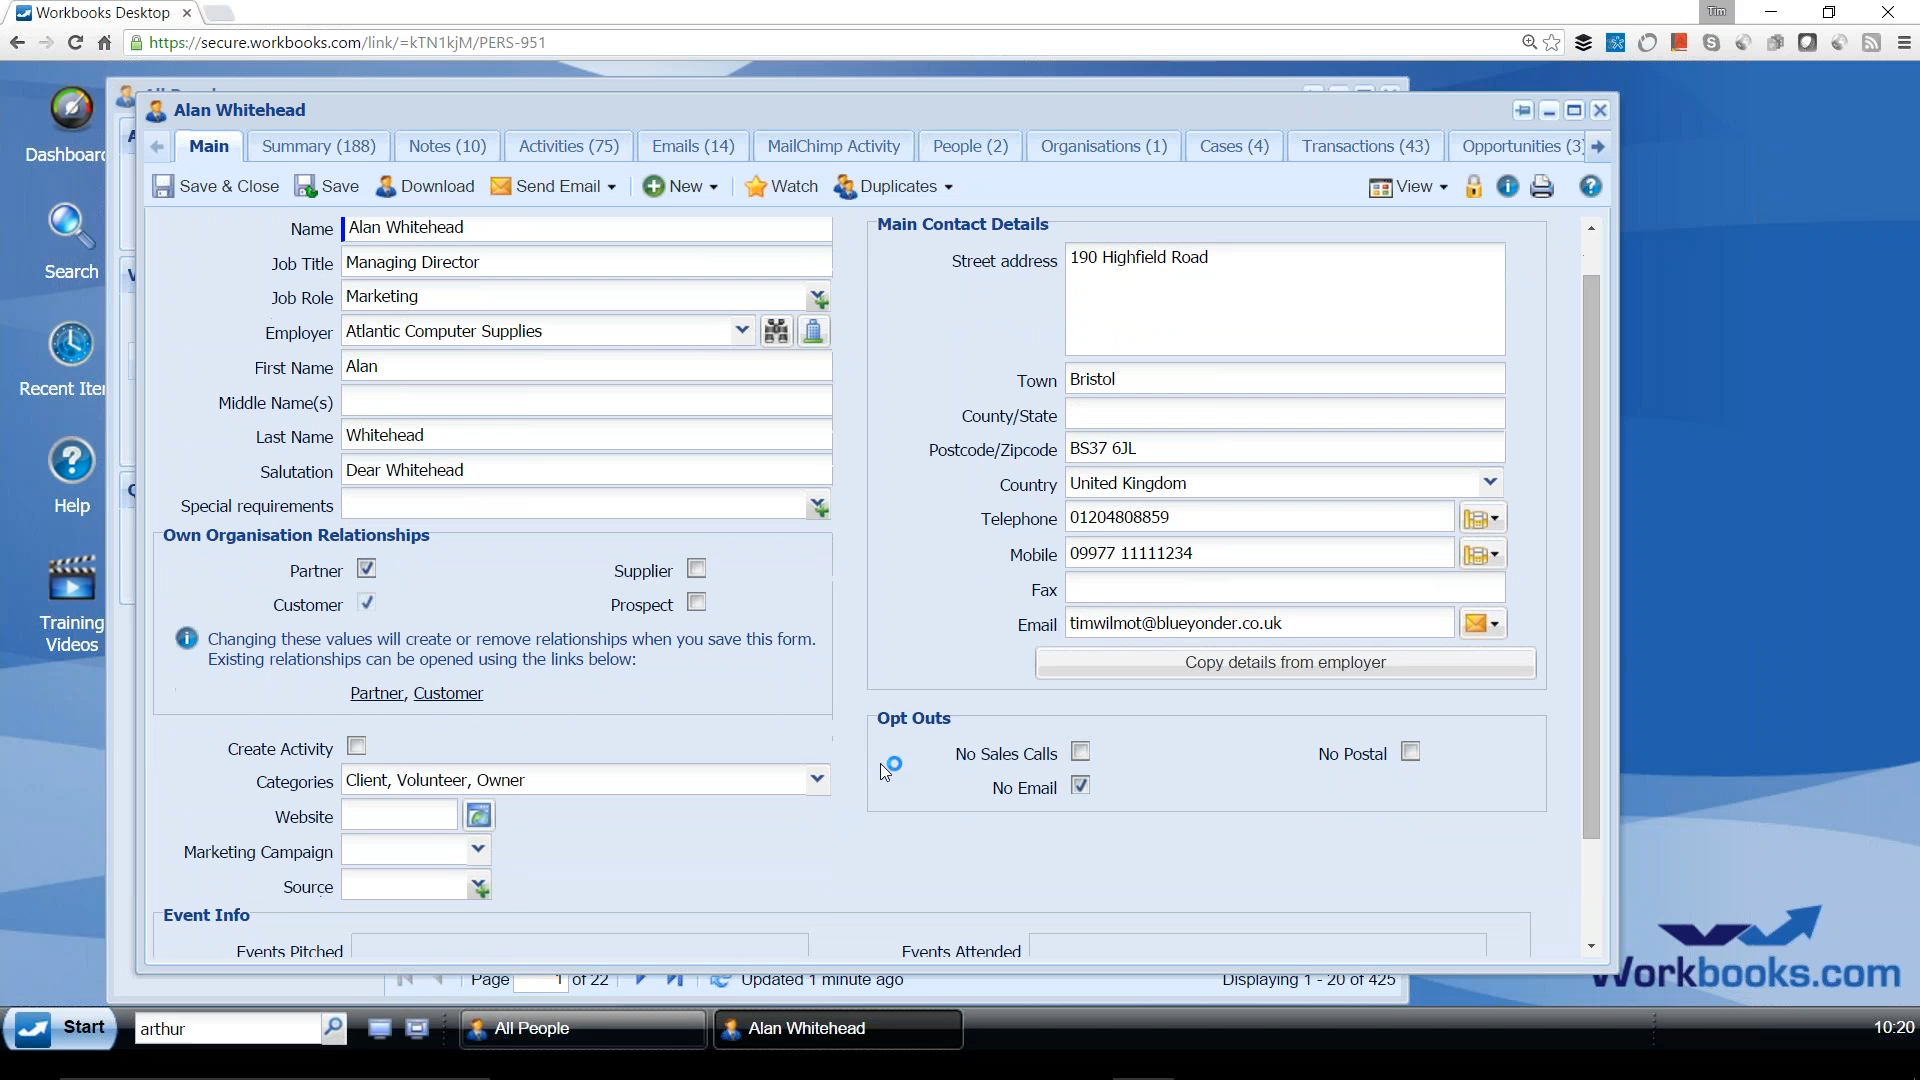 Workbooks Desktop
Tim
https://secure.workbooks.com/link/=kTN1kjM/PERS-951
Alan Whitehead
Main Summary (188) Notes (10) Activities (75) Emails (14) MailChimp Activity People (2) Organisations (1) Cases (4) Transactions (43) Opportunities (3
Save & Close Save Download Send Email New Watch Duplicates View
Dashboard
Search
Recent Iter
Help
Training
Videos
Name Alan Whitehead
Job Title Managing Director
Job Role Marketing
Employer Atlantic Computer Supplies
First Name Alan
Middle Name(s)
Last Name Whitehead
Salutation Dear Whitehead
Special requirements
Own Organisation Relationships
Partner Supplier
Customer Prospect
Changing these values will create or remove relationships when you save this form.
Existing relationships can be opened using the links below:
Partner, Customer
Create Activity
Categories Client, Volunteer, Owner
Website
Marketing Campaign
Source
Main Contact Details
Street address 190 Highfield Road
Town Bristol
County/State
Postcode/Zipcode BS37 6JL
Country United Kingdom
Telephone 01204808859
Mobile 09977 11111234
Fax
Email timwilmot@blueyonder.co.uk
Copy details from employer
Opt Outs
No Sales Calls No Postal
No Email
Event Info
Events Pitched Events Attended
Page 1 of 22 Updated 1 minute ago Displaying 1 - 20 of 425
Workbooks.com
Start arthur All People Alan Whitehead 10:20